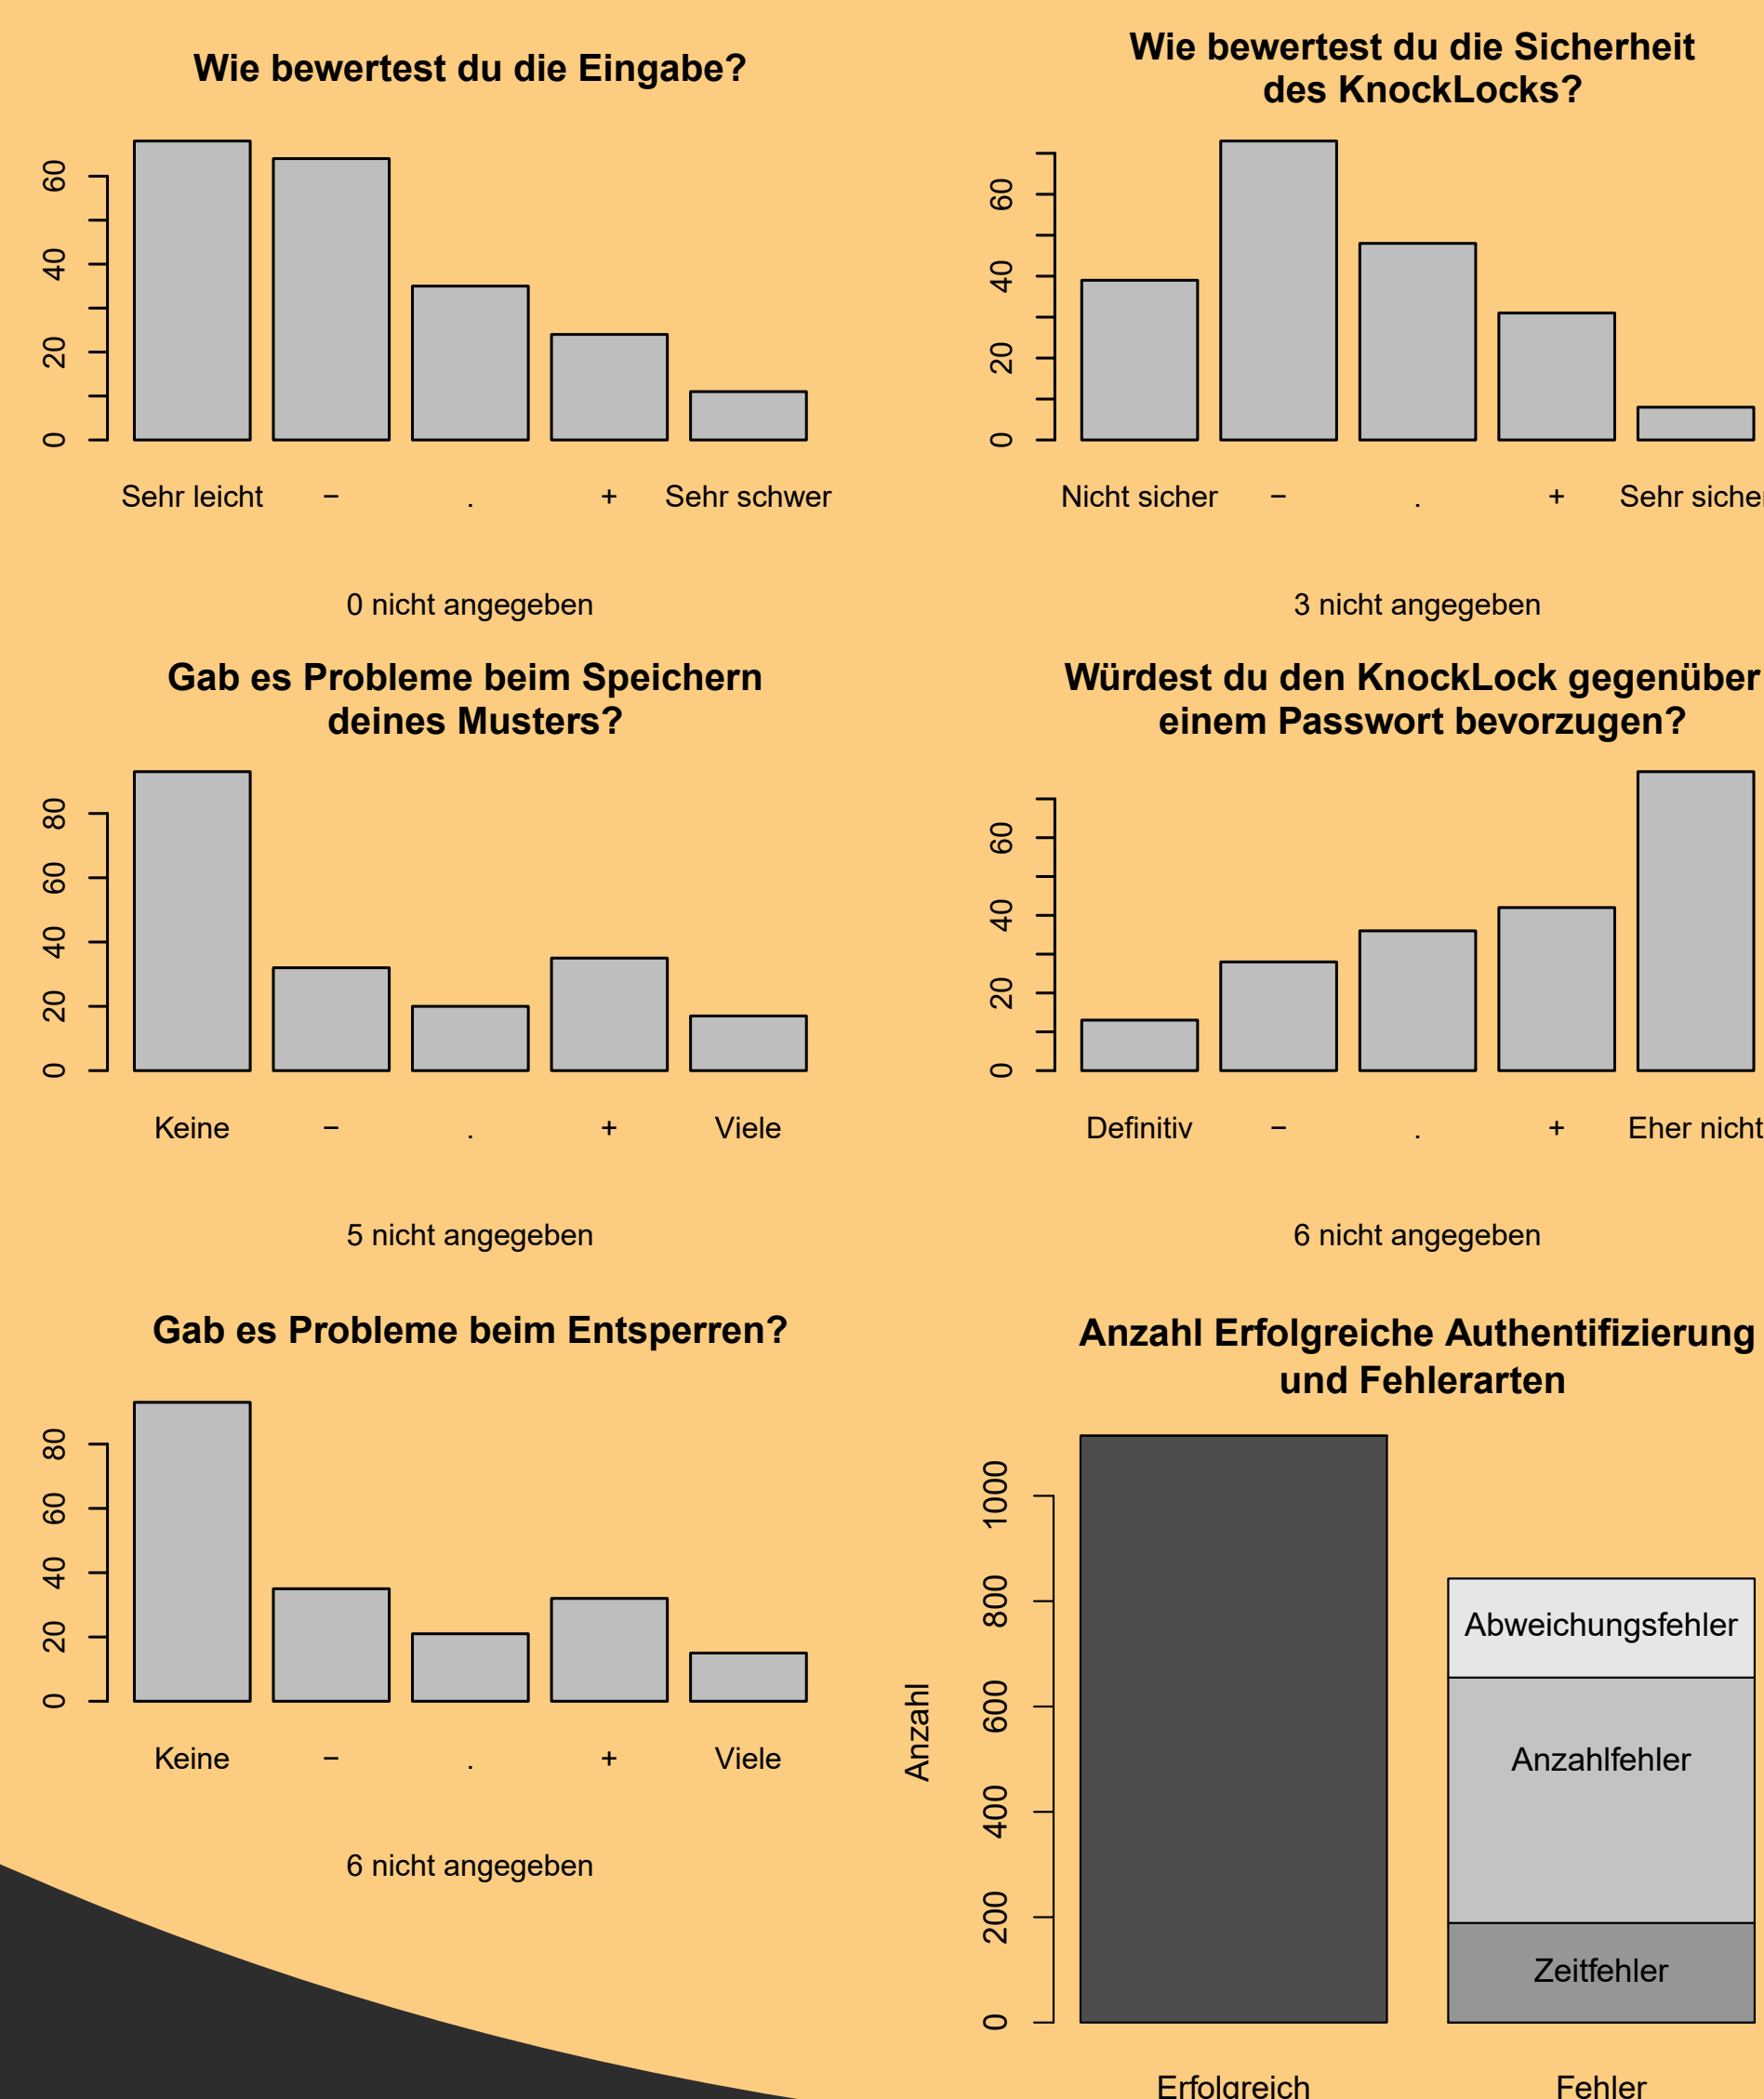 Wie bewertest du die Eingabe?
0 20 40 60
Sehr leicht − . + Sehr schwer
0 nicht angegeben
Wie bewertest du die Sicherheit
des KnockLocks?
0 20 40 60
Nicht sicher − . + Sehr sicher
3 nicht angegeben
Gab es Probleme beim Speichern
deines Musters?
0 20 40 60 80
Keine − . + Viele
5 nicht angegeben
Würdest du den KnockLock gegenüber
einem Passwort bevorzugen?
0 20 40 60
Definitiv − . + Eher nicht
6 nicht angegeben
Gab es Probleme beim Entsperren?
0 20 40 60 80
Keine − . + Viele
6 nicht angegeben
Anzahl Erfolgreiche Authentifizierung
und Fehlerarten
Anzahl
0 200 400 600 800 1000
Abweichungsfehler
Anzahlfehler
Zeitfehler
Erfolgreich Fehler